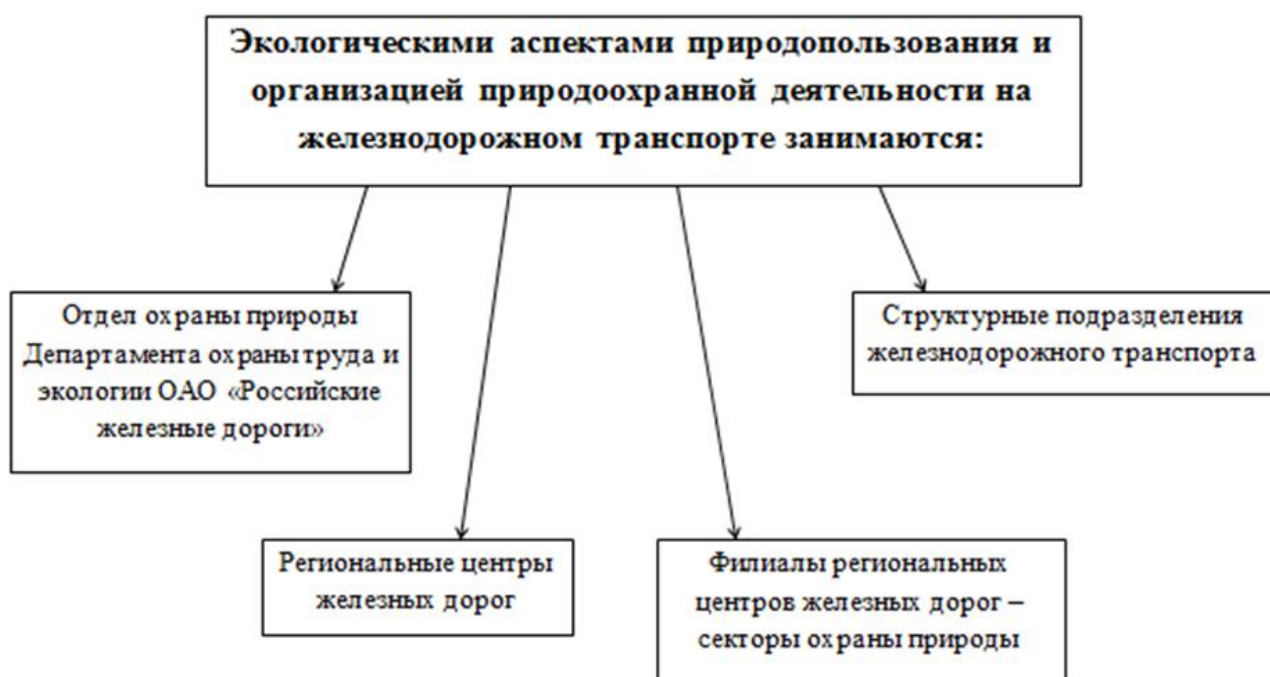 Экологическими аспектами природопользования и
организацией природоохранной деятельности на
железнодорожном транспорте занимаются:
Отдел охраны природы
Департамента охраны труда и
экологии ОАО «Российские
железные дороги»
Структурные подразделения
железнодорожного транспорта
Региональные центры
железных дорог
Филиалы региональных
центров железных дорог –
секторы охраны природы